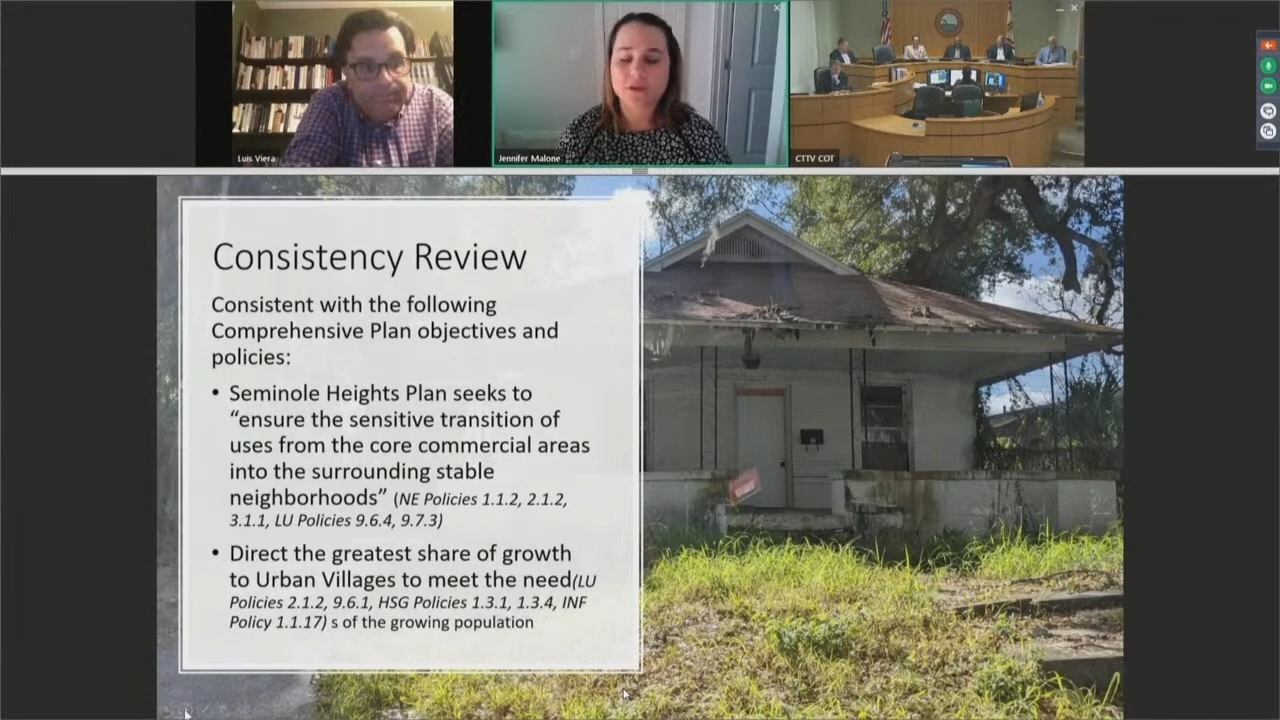 Luis Viera
Jennifer Malone
CTTV COT
Consistency Review
Consistent with the following
Comprehensive Plan objectives and
policies:
• Seminole Heights Plan seeks to
“ensure the sensitive transition of
uses from the core commercial areas
into the surrounding stable
neighborhoods” (NE Policies 1.1.2, 2.1.2,
3.1.1, LU Policies 9.6.4, 9.7.3)
• Direct the greatest share of growth
to Urban Villages to meet the need(LU
Policies 2.1.2, 9.6.1, HSG Policies 1.3.1, 1.3.4, INF
Policy 1.1.17) s of the growing population